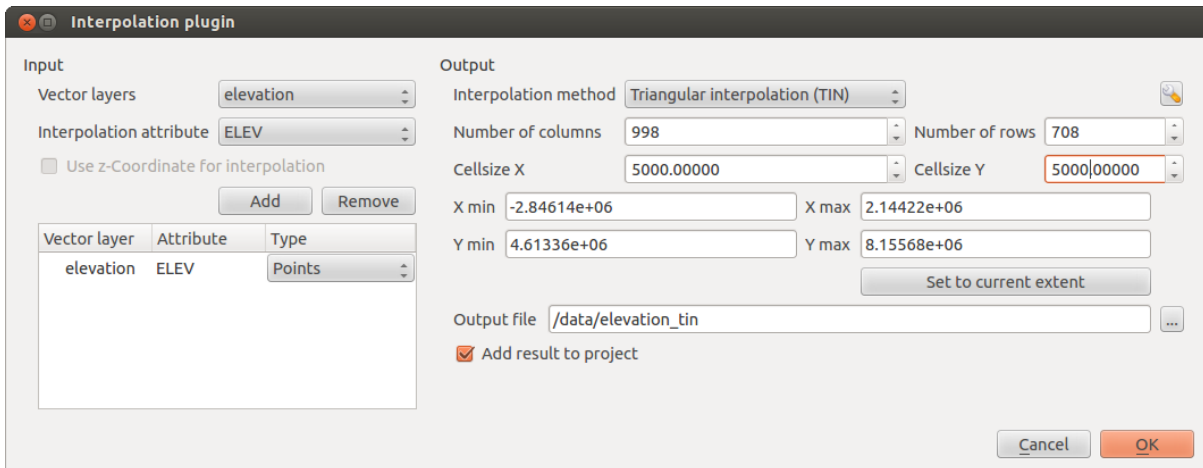 Interpolation plugin
Input
Vector layers elevation
Interpolation attribute ELEV
Use z-Coordinate for interpolation
Add Remove
Vector layer Attribute Type
elevation ELEV Points
Output
Interpolation method Triangular interpolation (TIN)
Number of columns 998 Number of rows 708
Cellsize X 5000.00000 Cellsize Y 5000.00000
X min -2.84614e+06 X max 2.14422e+06
Y min 4.61336e+06 Y max 8.15568e+06
Set to current extent
Output file /data/elevation_tin ...
Add result to project
Cancel OK